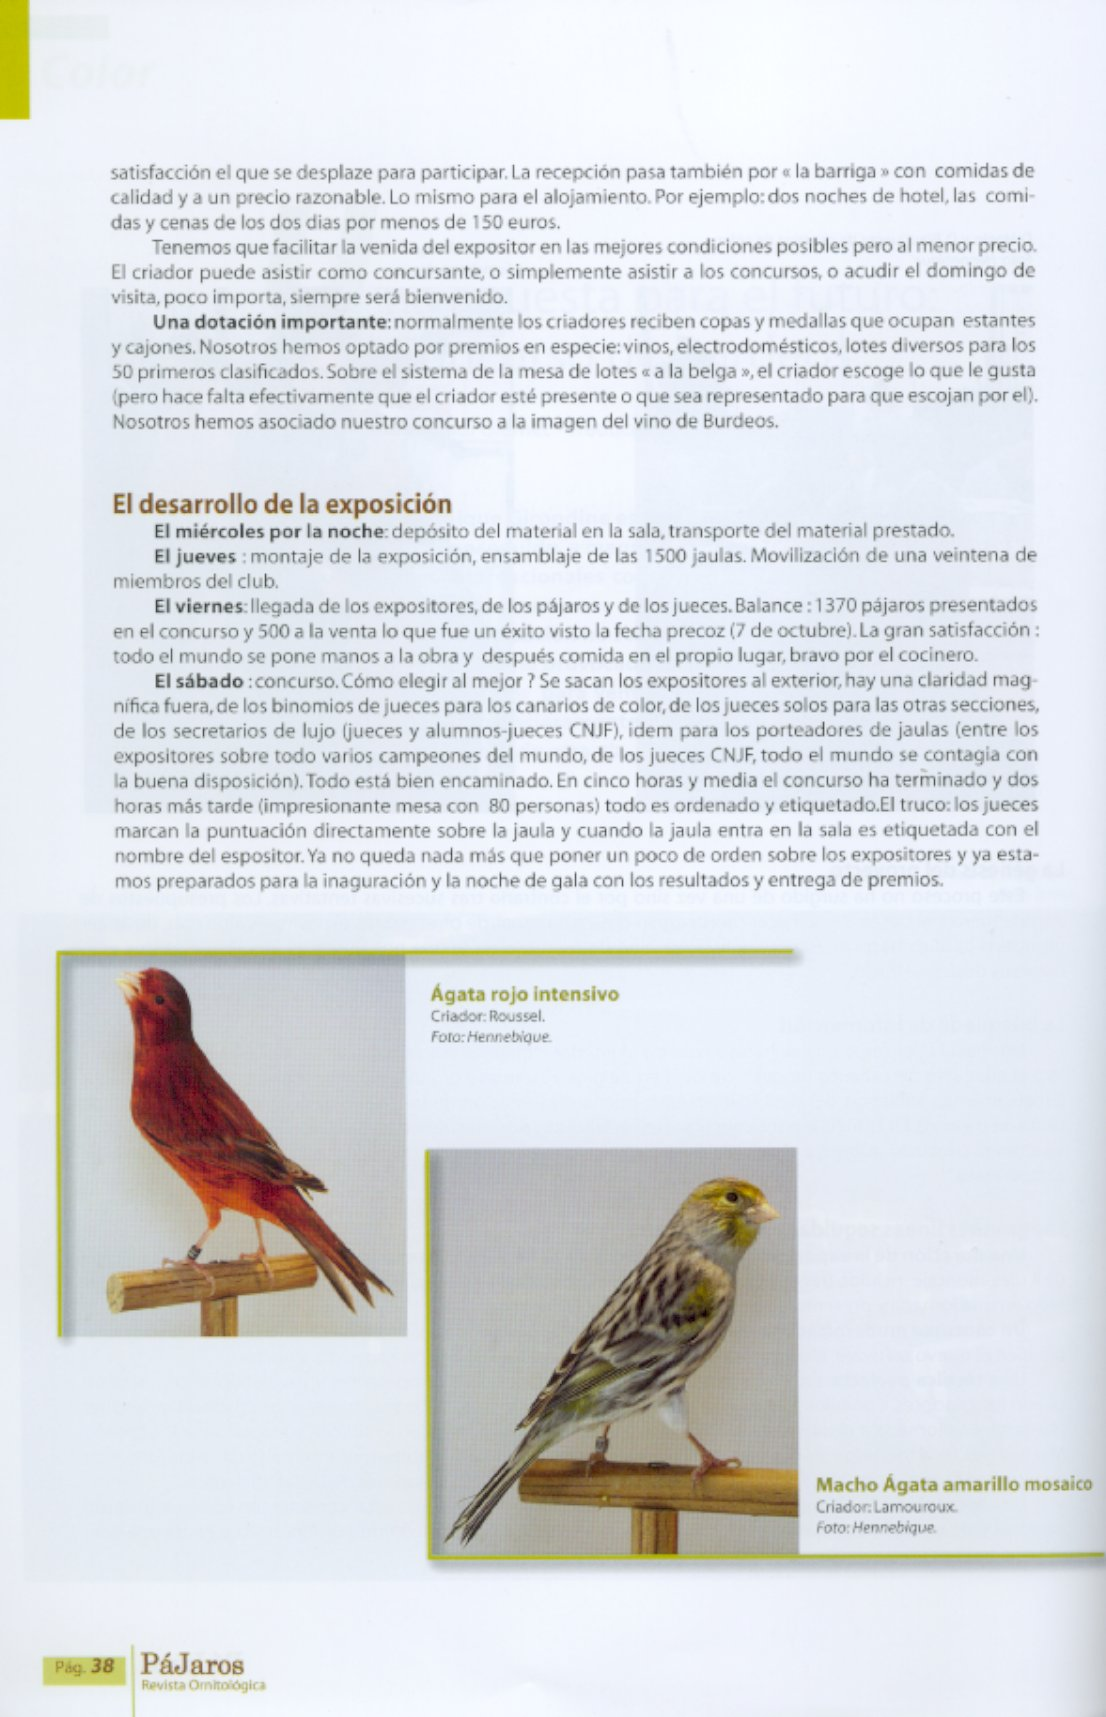 satisfacción el que se desplaze para participar. La recepción pasa también por « la barriga » con comidas de
calidad y a un precio razonable. Lo mismo para el alojamiento. Por ejemplo: dos noches de hotel, las comi-
das y cenas de los dos dias por menos de 150 euros.
Tenemos que facilitar la venida del expositor en las mejores condiciones posibles pero al menor precio.
El criador puede asistir como concursante, o simplemente asistir a los concursos, o acudir el domingo de
visita, poco importa, siempre será bienvenido.
Una dotación importante: normalmente los criadores reciben copas y medallas que ocupan estantes
y cajones. Nosotros hemos optado por premios en especie: vinos, electrodomésticos, lotes diversos para los
50 primeros clasificados. Sobre el sistema de la mesa de lotes « a la belga », el criador escoge lo que le gusta
(pero hace falta efectivamente que el criador esté presente o que sea representado para que escojan por el).
Nosotros hemos asociado nuestro concurso a la imagen del vino de Burdeos.
El desarrollo de la exposición
El miércoles por la noche: depósito del material en la sala, transporte del material prestado.
El jueves : montaje de la exposición, ensamblaje de las 1500 jaulas. Movilización de una veintena de
miembros del club.
El viernes: llegada de los expositores, de los pájaros y de los jueces. Balance : 1370 pájaros presentados
en el concurso y 500 a la venta lo que fue un éxito visto la fecha precoz (7 de octubre). La gran satisfacción :
todo el mundo se pone manos a la obra y después comida en el propio lugar, bravo por el cocinero.
El sábado : concurso. Cómo elegir al mejor ? Se sacan los expositores al exterior, hay una claridad mag-
nífica fuera, de los binomios de jueces para los canarios de color, de los jueces solos para las otras secciones,
de los secretarios de lujo (jueces y alumnos-jueces CNJF), idem para los porteadores de jaulas (entre los
expositores sobre todo varios campeones del mundo, de los jueces CNJF, todo el mundo se contagia con
la buena disposición). Todo está bien encaminado. En cinco horas y media el concurso ha terminado y dos
horas más tarde (impresionante mesa con 80 personas) todo es ordenado y etiquetado.El truco: los jueces
marcan la puntuación directamente sobre la jaula y cuando la jaula entra en la sala es etiquetada con el
nombre del espositor. Ya no queda nada más que poner un poco de orden sobre los expositores y ya esta-
mos preparados para la inaguración y la noche de gala con los resultados y entrega de premios.
Ágata rojo intensivo
Criador: Roussel.
Foto: Hennebique.
Macho Ágata amarillo mosaico
Criador: Lamouroux.
Foto: Hennebique.
Pág. 38
PáJaros
Revista Ornitológica